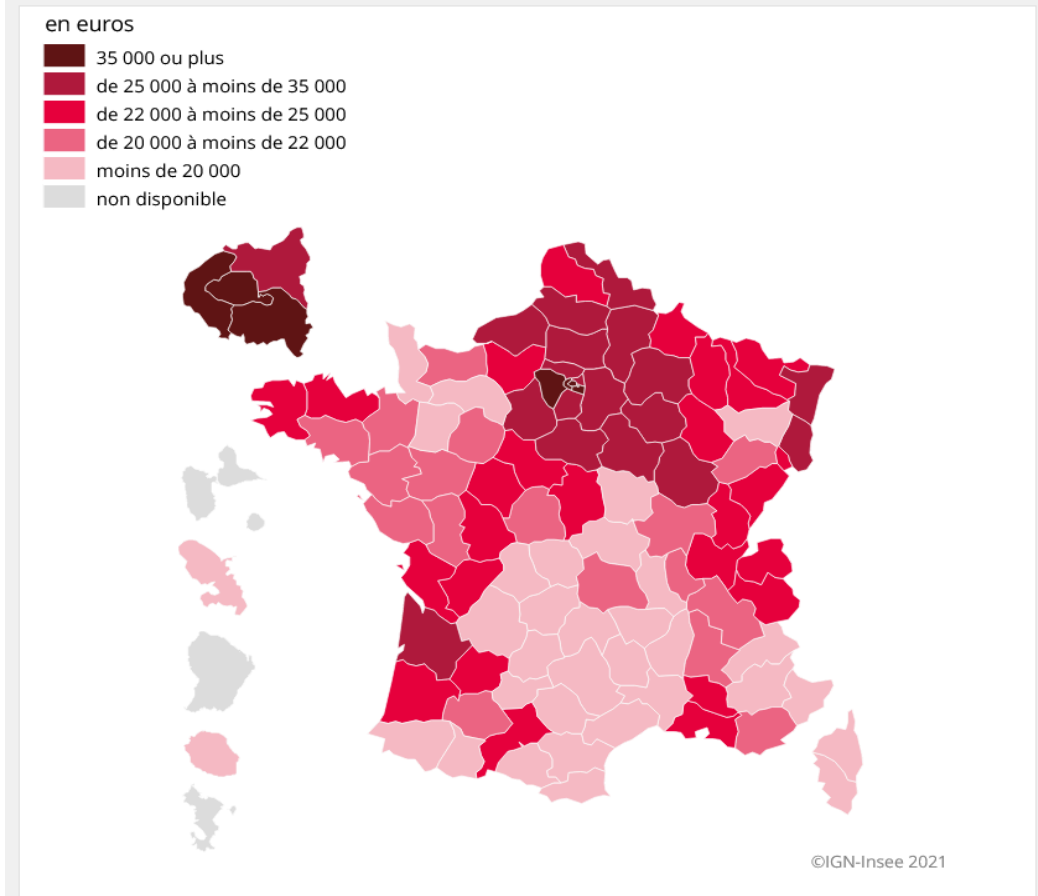 en euros
35 000 ou plus
de 25 000 à moins de 35 000
de 22 000 à moins de 25 000
de 20 000 à moins de 22 000
moins de 20 000
non disponible
©IGN-Insee 2021